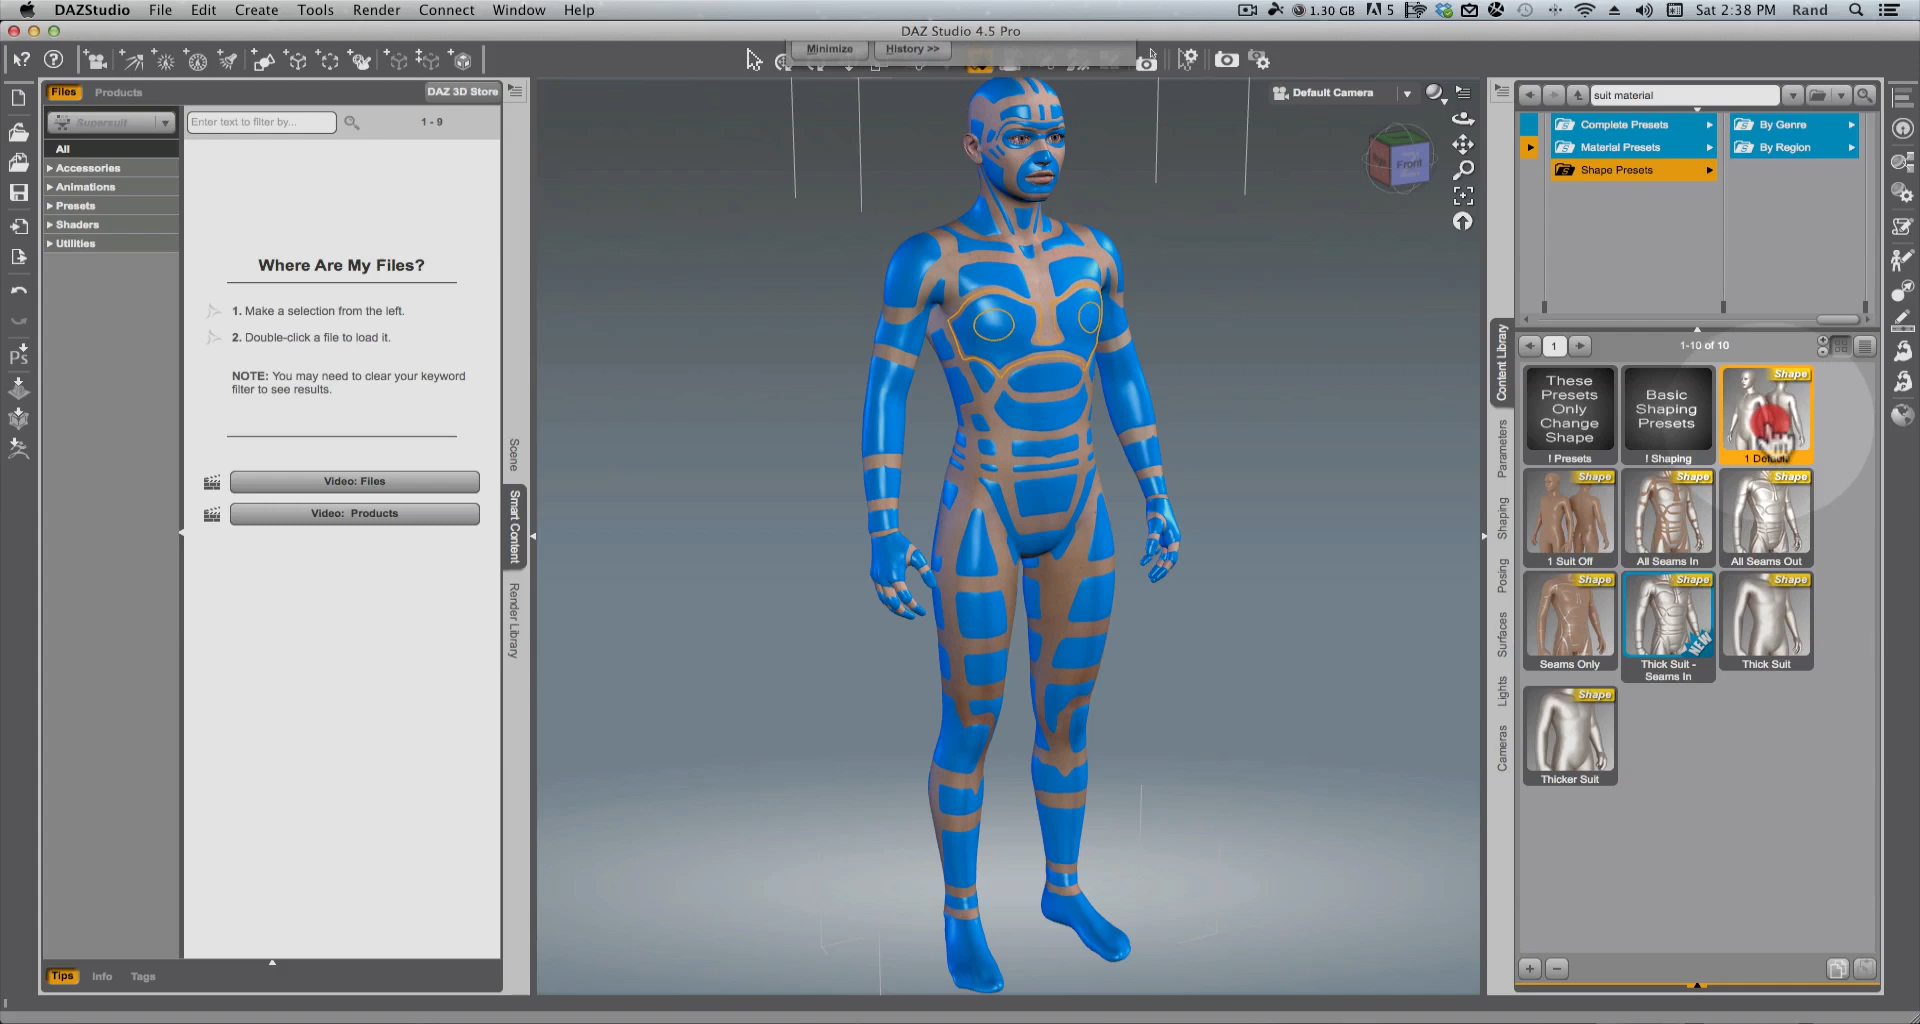 DAZStudio File Edit Create Tools Render Connect Window Help
1.30 GB 5 Sat 2:38 PM Rand
DAZ Studio 4.5 Pro
Minimize History >>
Files Products DAZ 3D Store
Supersuit
Enter text to filter by...
1 - 9
All
Accessories
Animations
Presets
Shaders
Utilities
Where Are My Files?
1. Make a selection from the left.
2. Double-click a file to load it.
NOTE: You may need to clear your keyword
filter to see results.
Video: Files
Video: Products
Tips Info Tags
Scene
Smart Content
Render Library
Default Camera
Front
Content Library
Parameters
Shaping
Posing
Surfaces
Lights
Cameras
suit material
Complete Presets
Material Presets
Shape Presets
By Genre
By Region
1
1-10 of 10
These
Presets
Only
Change
Shape
! Presets
Basic
Shaping
Presets
! Shaping
Shape
Shape
1 Suit Off
Shape
All Seams In
Shape
All Seams Out
Shape
Seams Only
Shape
NEW
Thick Suit -
Seams In
Shape
Thick Suit
Shape
Thicker Suit
Ps